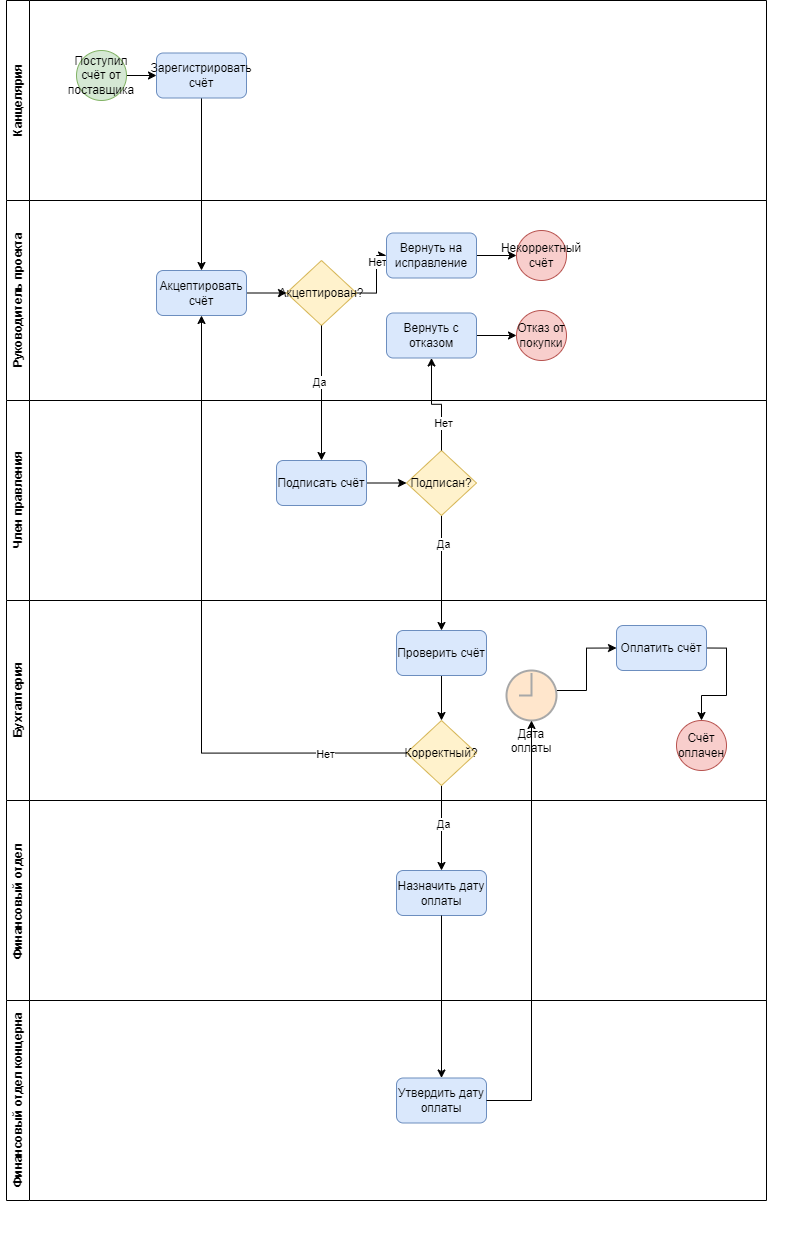 Канцелярия
Поступил
счёт от
поставщика
Зарегистрировать
счёт
Руководитель проекта
Акцептировать
счёт
Акцептирован?
Нет
Вернуть на
исправление
Некорректный
счёт
Вернуть с
отказом
Отказ от
покупки
Да
Член правления
Нет
Подписать счёт
Подписан?
Да
Бухгалтерия
Проверить счёт
Оплатить счёт
Дата
оплаты
Счёт
оплачен
Нет
Корректный?
Финансовый отдел
Да
Назначить дату
оплаты
Финансовый отдел концерна
Утвердить дату
оплаты